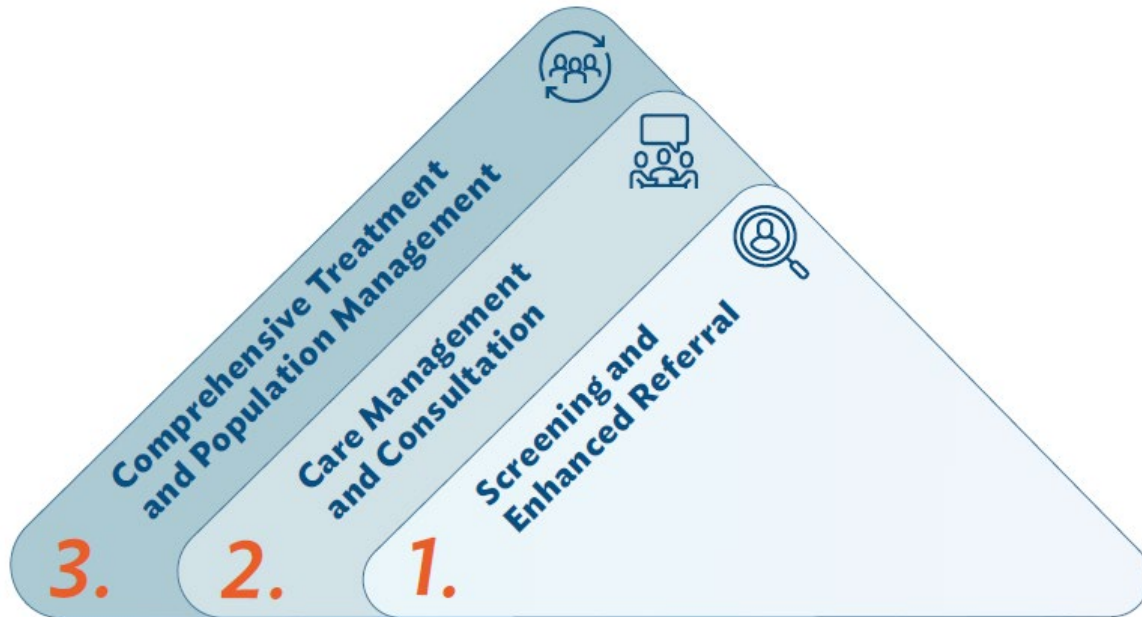 Comprehensive Treatment
and Population Management
3.
Care Management
and Consultation
2.
Screening and
Enhanced Referral
1.